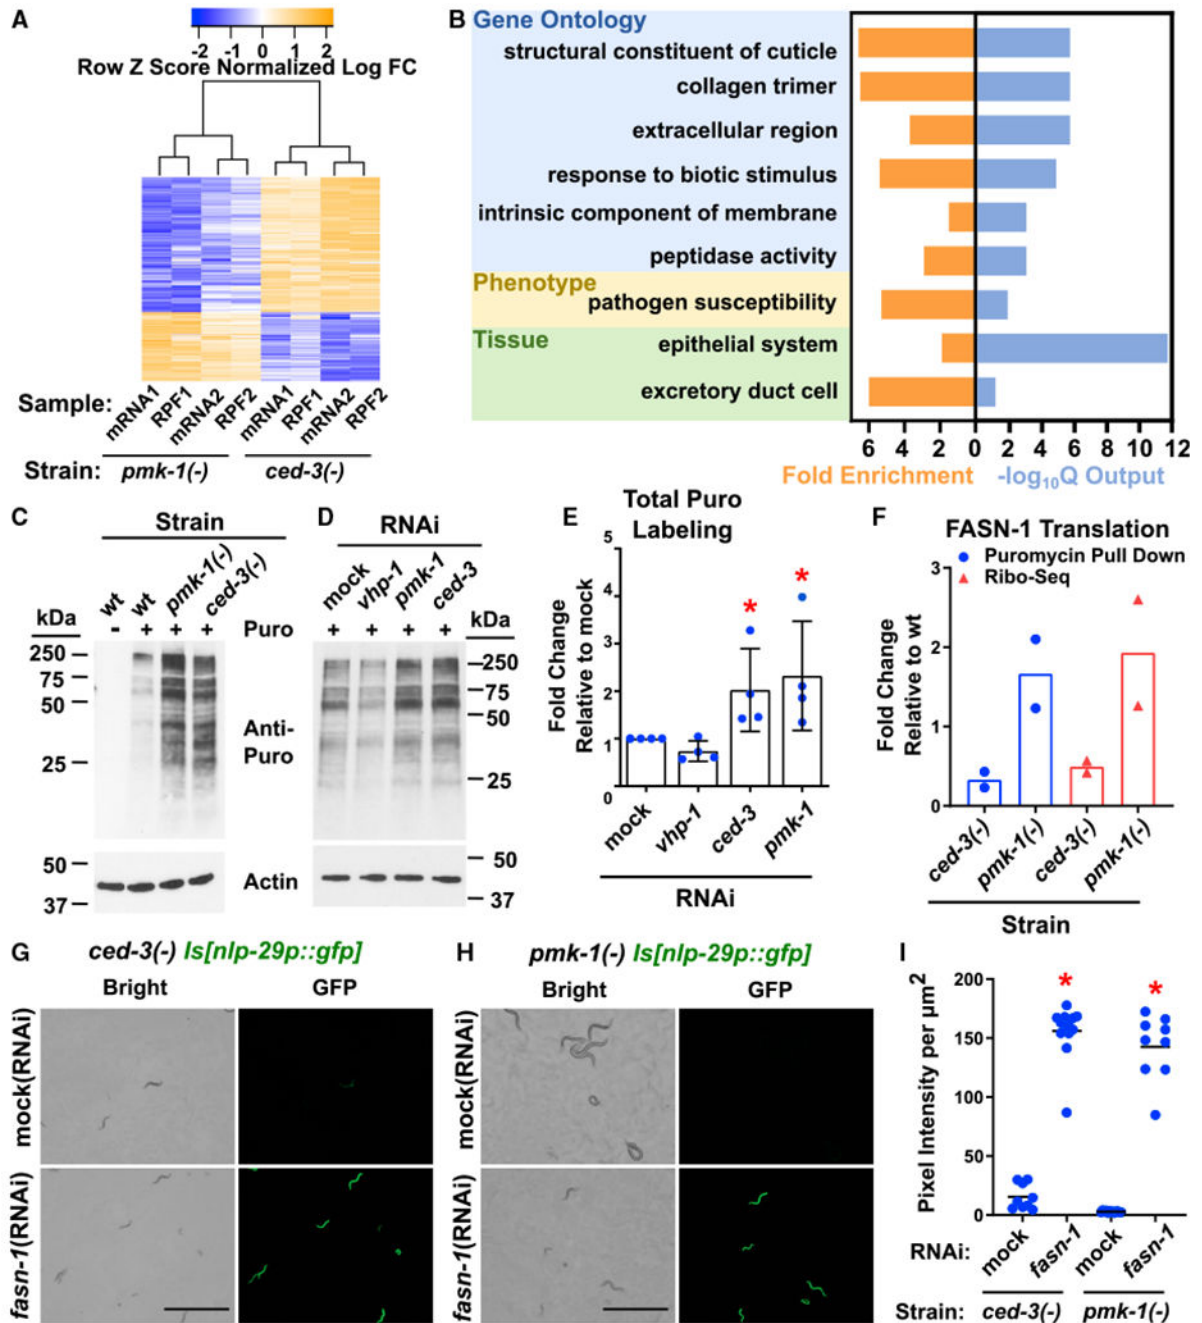 A
-2 -1 0 1 2
Row Z Score Normalized Log FC
Sample: mRNA1 RPF1 mRNA2 RPF2 mRNA1 RPF1 mRNA2 RPF2
Strain: pmk-1(-) ced-3(-)
B
Gene Ontology
structural constituent of cuticle
collagen trimer
extracellular region
response to biotic stimulus
intrinsic component of membrane
peptidase activity
Phenotype
pathogen susceptibility
Tissue
epithelial system
excretory duct cell
6 4 2 0 2 4 6 8 10 12
Fold Enrichment -log10Q Output
C
Strain
wt wt pmk-1(-) ced-3(-)
kDa
- + + + Puro
250
75
50
25
Anti-
Puro
50
37
Actin
D
RNAi
mock vhp-1 pmk-1 ced-3
+ + + +
kDa
250
75
50
25
50
37
E
Total Puro
Labeling
Fold Change
Relative to mock
5
4
3
2
1
0
* *
mock vhp-1 ced-3 pmk-1
RNAi
F
FASN-1 Translation
Puromycin Pull Down
Ribo-Seq
Fold Change
Relative to wt
3
2
1
0
ced-3(-) pmk-1(-) ced-3(-) pmk-1(-)
Strain
G
ced-3(-) Is[nlp-29p::gfp]
Bright GFP
mock(RNAi)
fasn-1(RNAi)
H
pmk-1(-) Is[nlp-29p::gfp]
Bright GFP
mock(RNAi)
fasn-1(RNAi)
I
Pixel Intensity per µm2
200
150
100
50
0
* *
RNAi: mock fasn-1 mock fasn-1
Strain: ced-3(-) pmk-1(-)